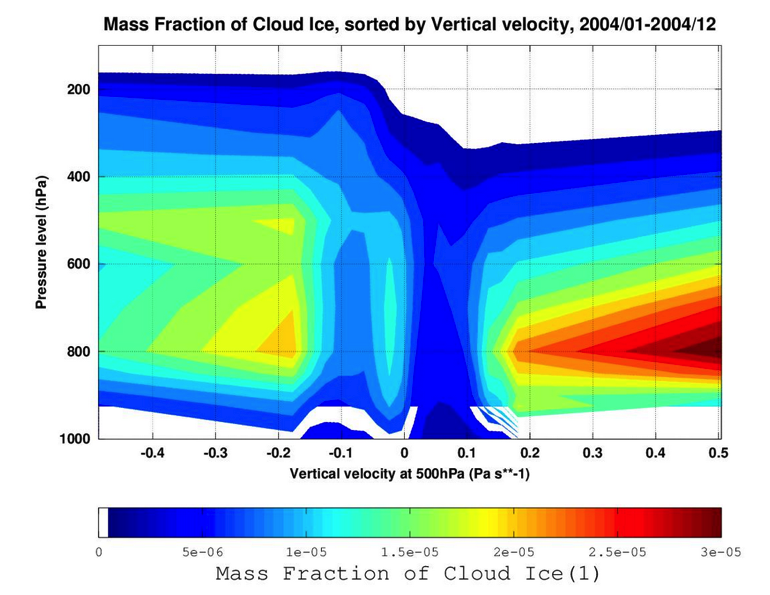 Mass Fraction of Cloud Ice, sorted by Vertical velocity, 2004/01-2004/12
200
400
600
800
1000
Pressure level (hPa)
-0.4 -0.3 -0.2 -0.1 0 0.1 0.2 0.3 0.4 0.5
Vertical velocity at 500hPa (Pa s**-1)
0 5e-06 1e-05 1.5e-05 2e-05 2.5e-05 3e-05
Mass Fraction of Cloud Ice(1)